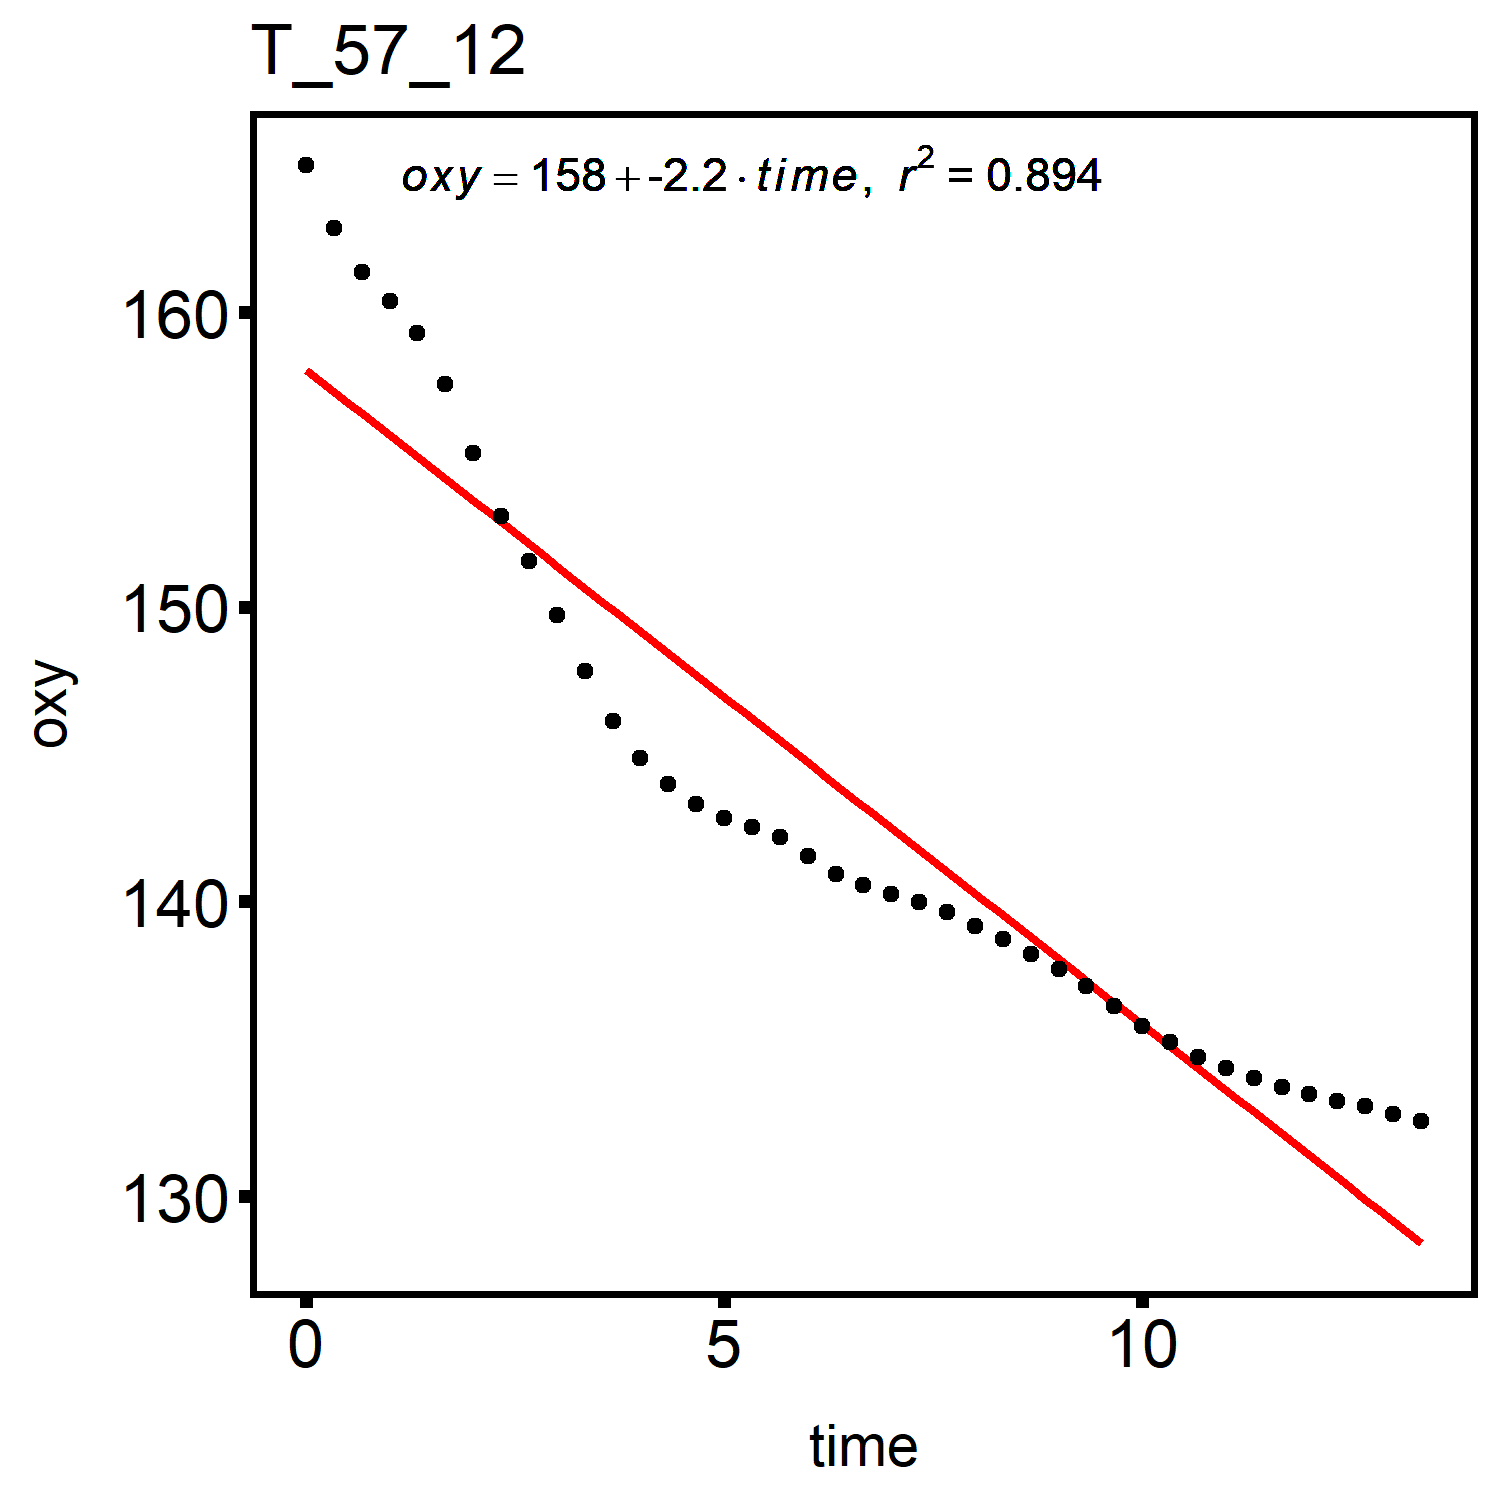 T_57_12
oxy = 158 + -2.2 · time, r² = 0.894
160
150
140
130
oxy
0 5 10
time